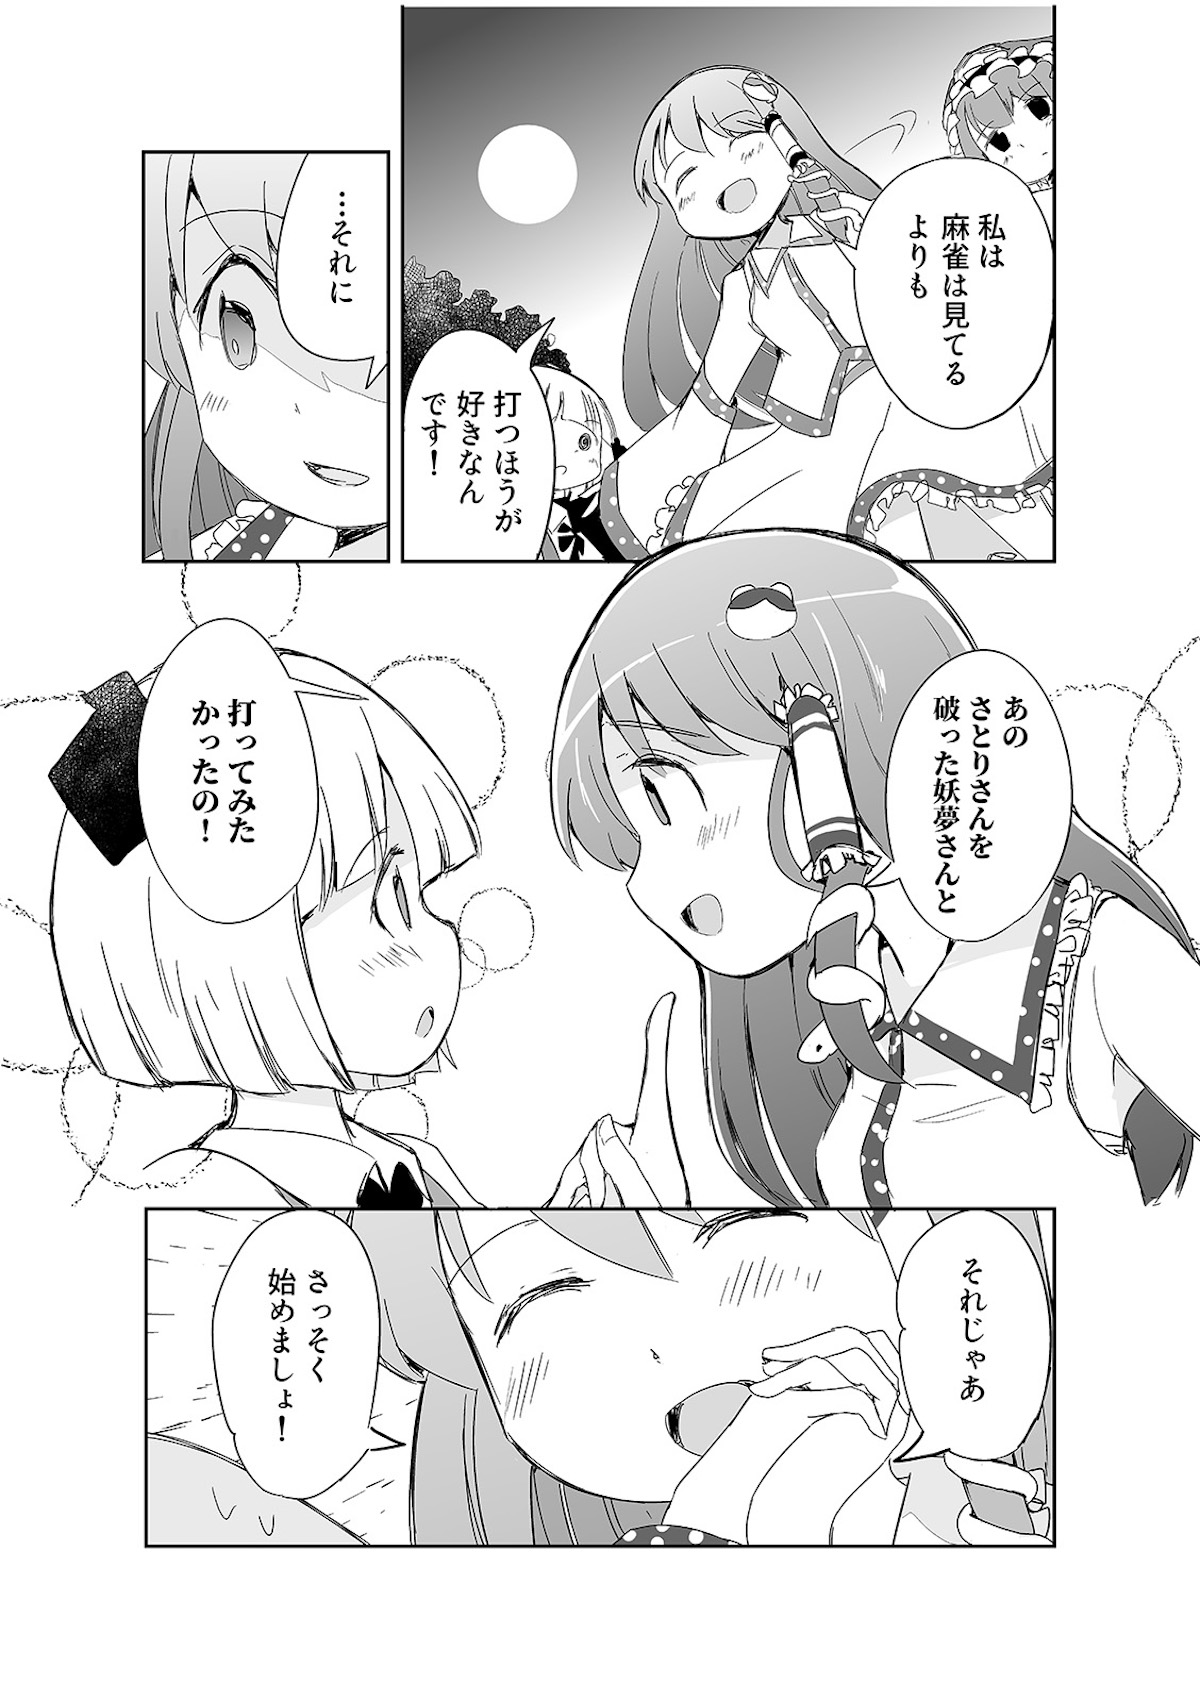 私は
麻雀は見てる
よりも
打つほうが
好きなん
です！
…それに
あの
さとりさんを
破った妖夢さんと
打ってみた
かったの！
それじゃあ
さっそく
始めましょ！